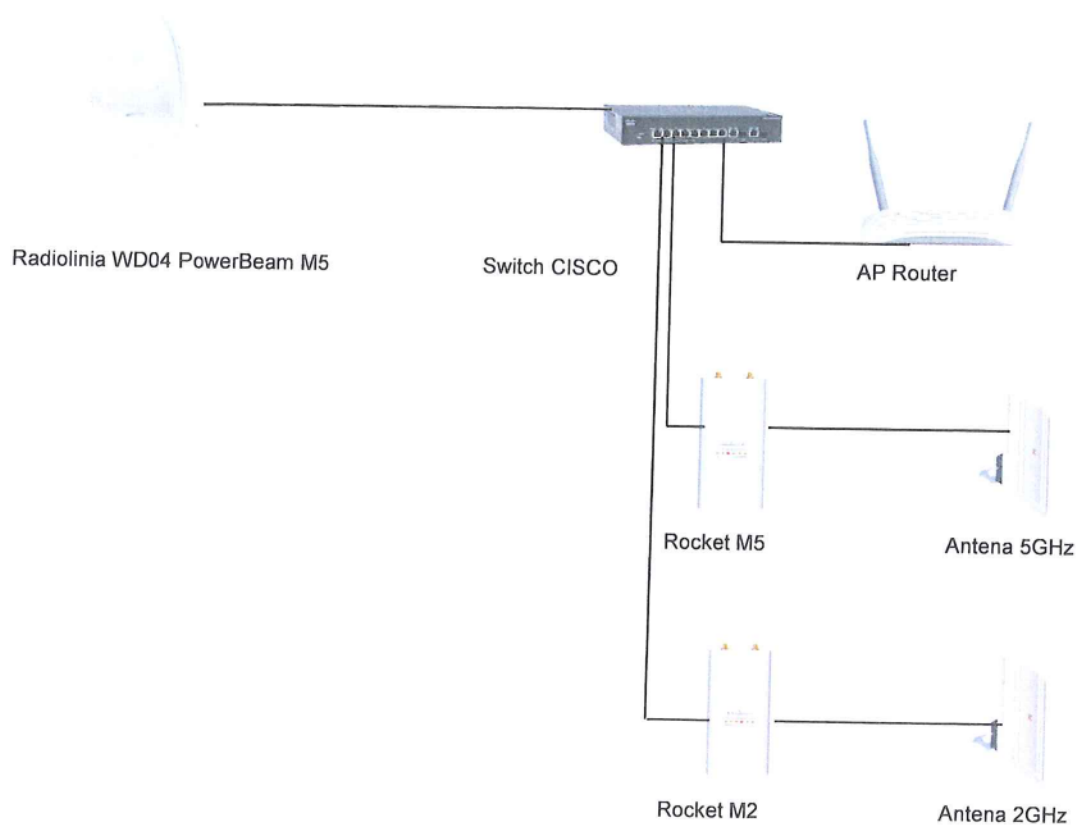 Radiolinia WD04 PowerBeam M5
Switch CISCO
AP Router
Rocket M5
Antena 5GHz
Rocket M2
Antena 2GHz